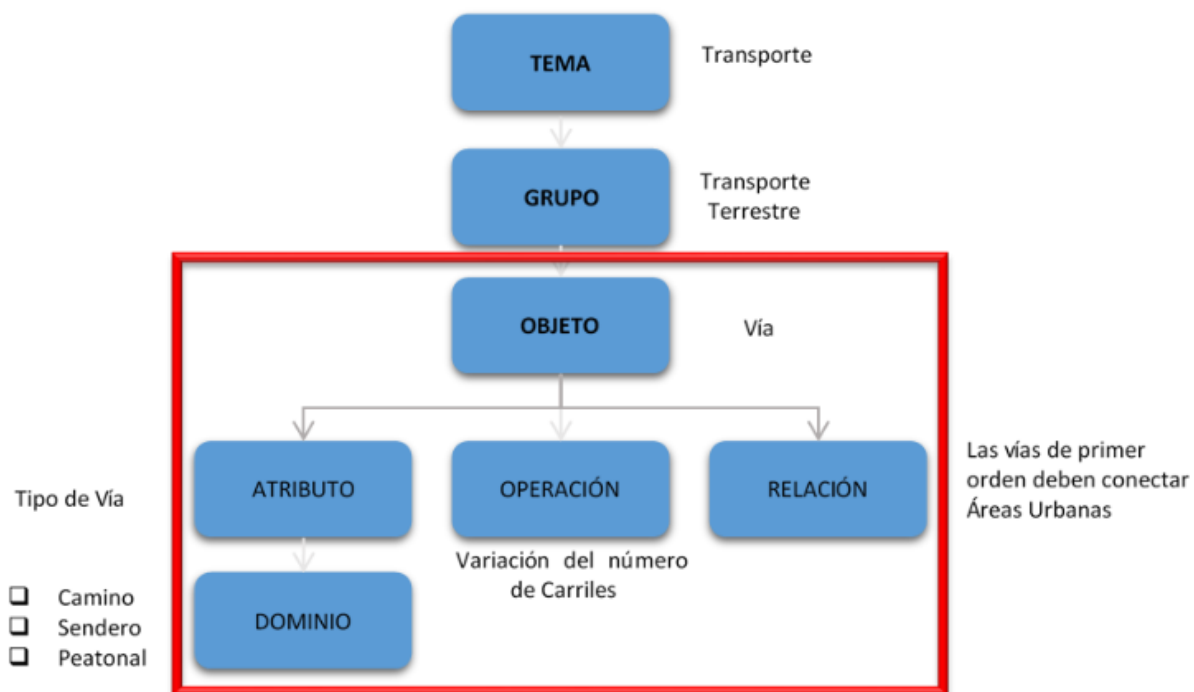 TEMA
Transporte
GRUPO
Transporte
Terrestre
OBJETO
Vía
Tipo de Vía
ATRIBUTO
OPERACIÓN
RELACIÓN
Las vías de primer
orden deben conectar
Áreas Urbanas
Variación del número
de Carriles
Camino
Sendero
Peatonal
DOMINIO